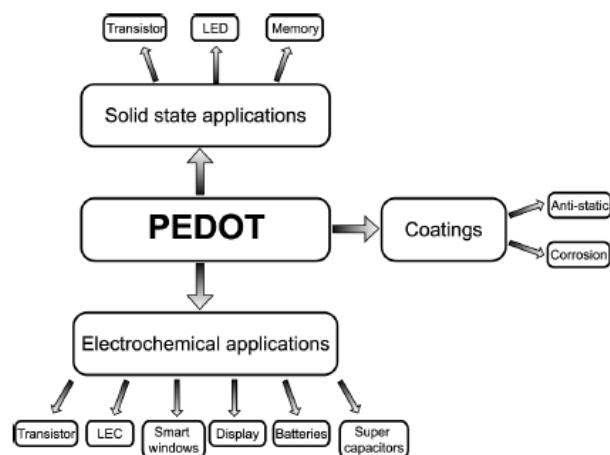 Transistor
LED
Memory
Solid state applications
PEDOT
Coatings
Anti-static
Corrosion
Electrochemical applications
Transistor
LEC
Smart
windows
Display
Batteries
Super
capacitors